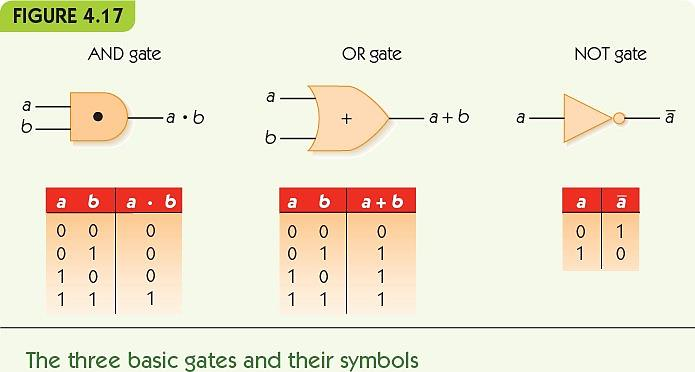 FIGURE 4.17
AND gate
a
b
a • b
a b a • b
0 0 0
0 1 0
1 0 0
1 1 1
OR gate
a
b
+
a + b
a b a + b
0 0 0
0 1 1
1 0 1
1 1 1
NOT gate
a
a̅
a a̅
0 1
1 0
The three basic gates and their symbols